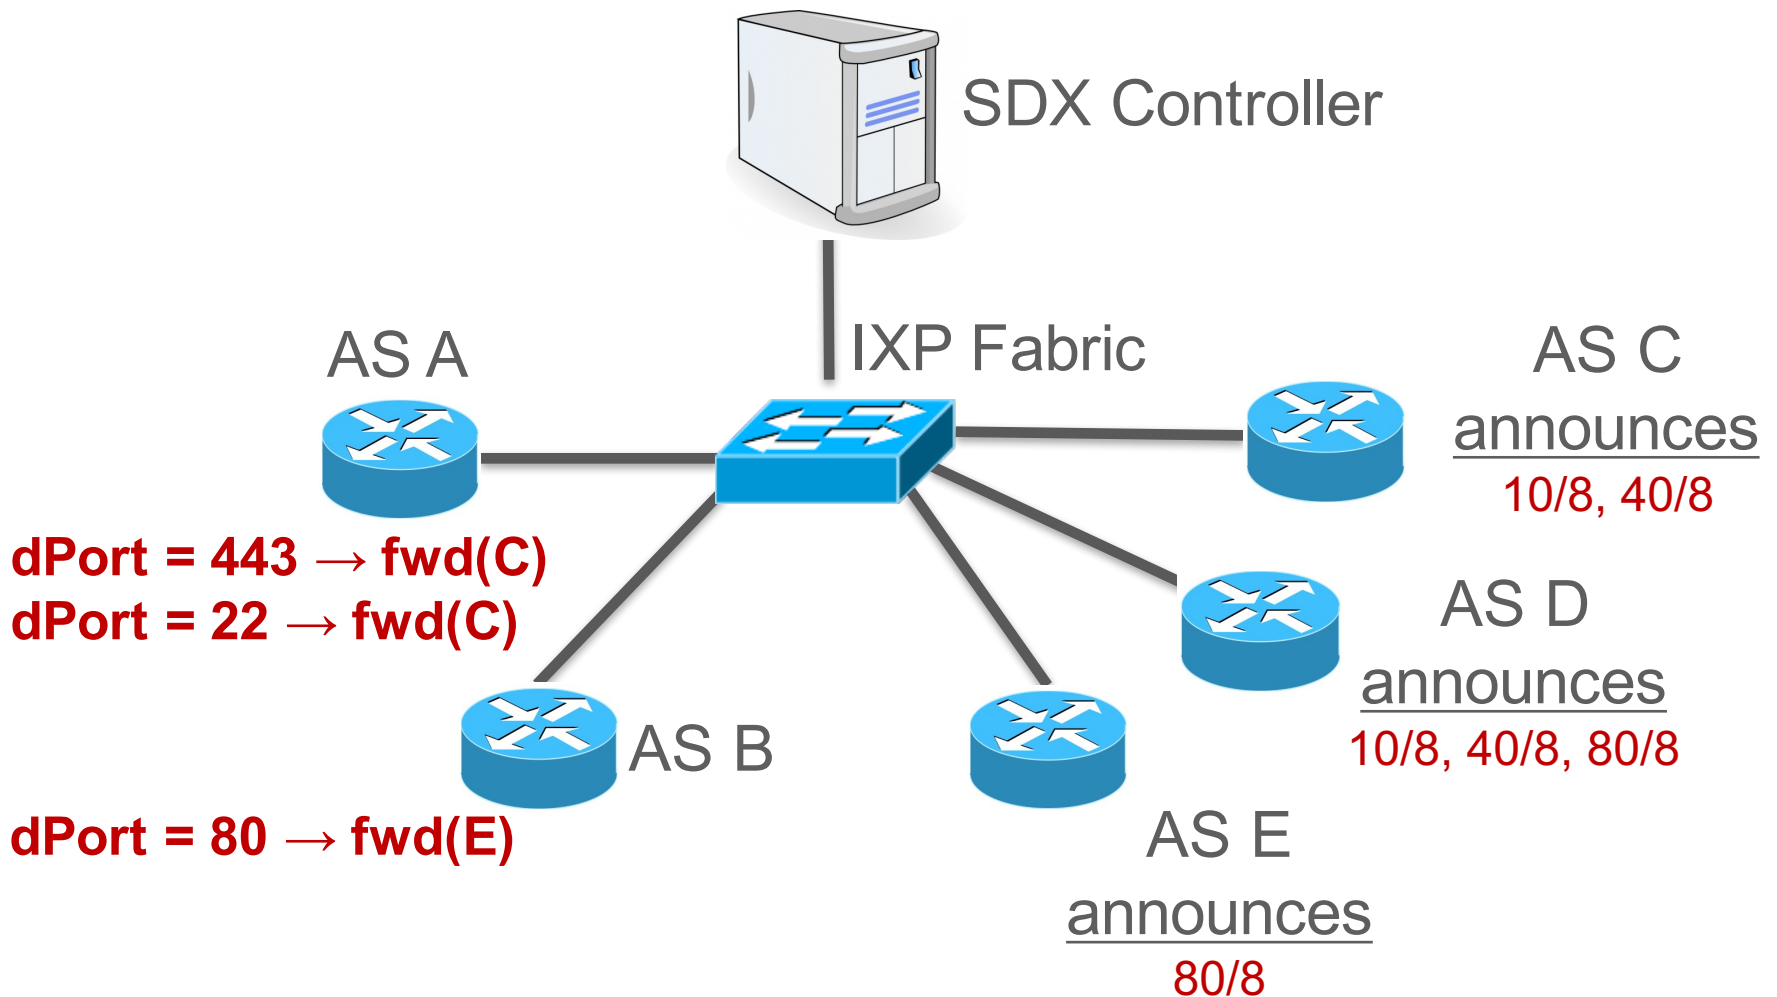 SDX Controller
IXP Fabric
AS A
dPort = 443 → fwd(C)
dPort = 22 → fwd(C)
AS B
dPort = 80 → fwd(E)
AS C
announces
10/8, 40/8
AS D
announces
10/8, 40/8, 80/8
AS E
announces
80/8